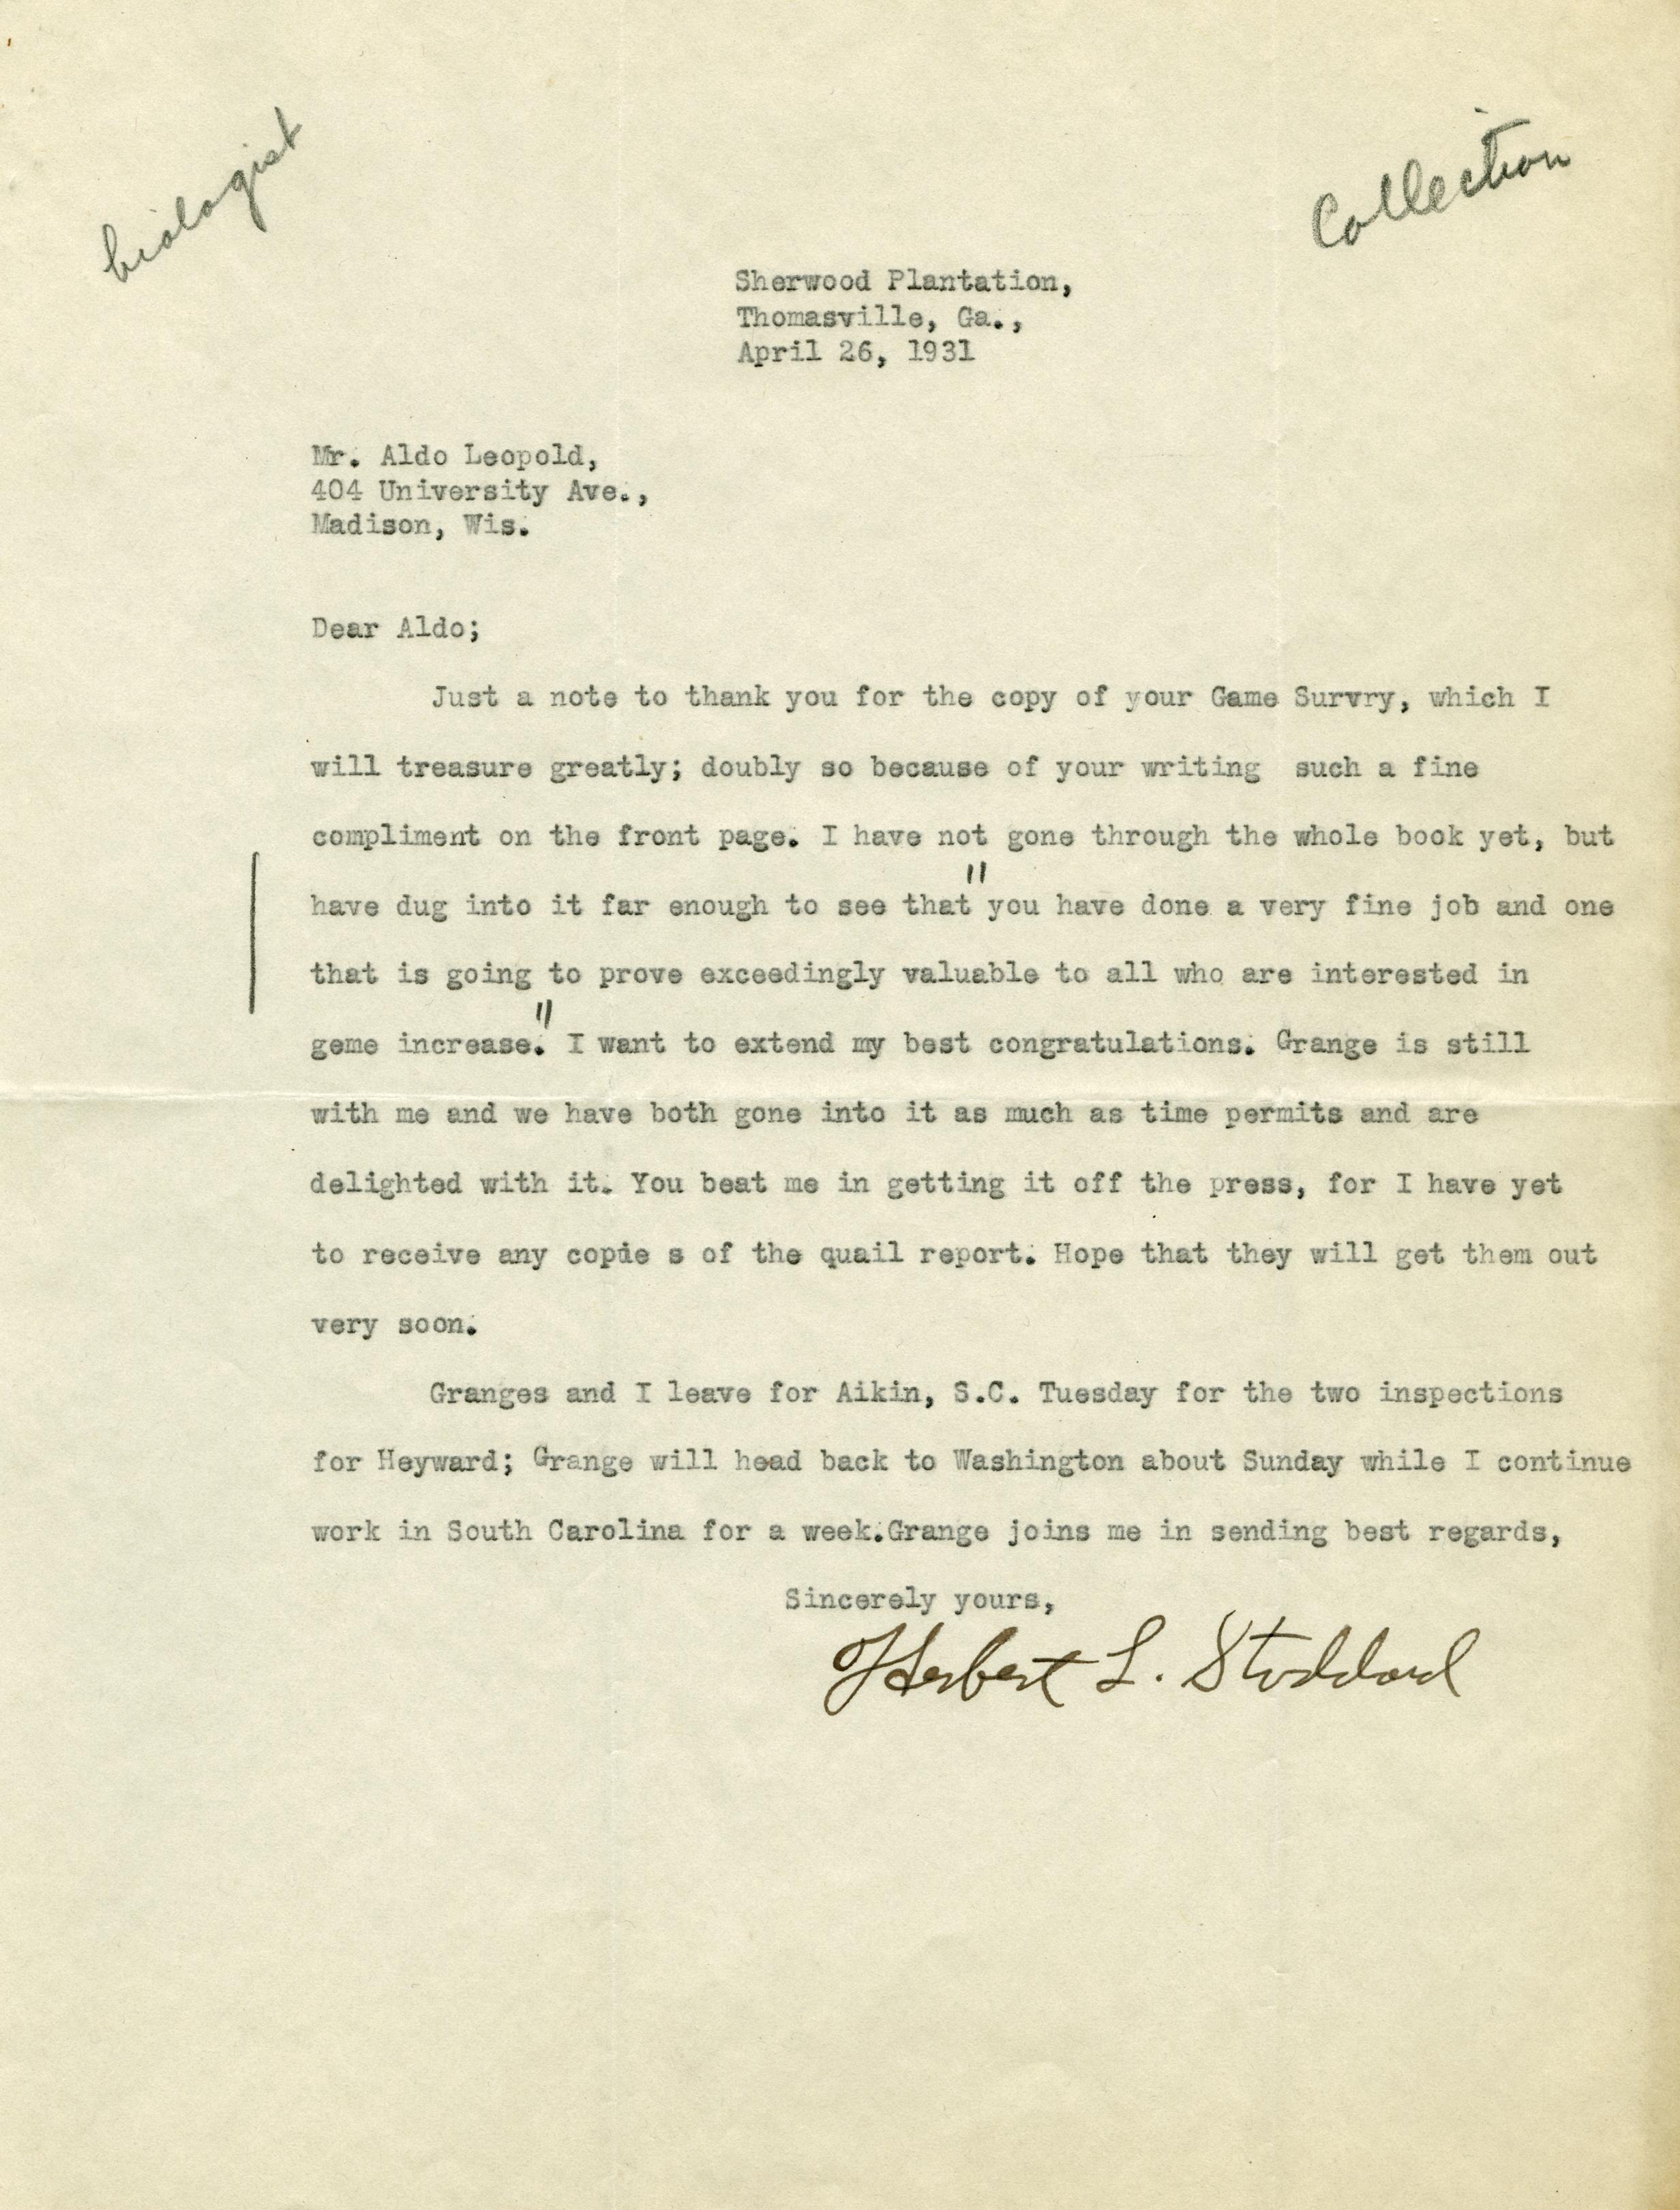 biologist
Collection
Sherwood Plantation,
Thomasville, Ga.,
April 26, 1931
Mr. Aldo Leopold,
404 University Ave.,
Madison, Wis.
Dear Aldo;
Just a note to thank you for the copy of your Game Survry, which I
will treasure greatly; doubly so because of your writing such a fine
compliment on the front page. I have not gone through the whole book yet, but
have dug into it far enough to see that "you have done a very fine job and one
that is going to prove exceedingly valuable to all who are interested in
geme increase." I want to extend my best congratulations. Grange is still
with me and we have both gone into it as much as time permits and are
delighted with it. You beat me in getting it off the press, for I have yet
to receive any copie s of the quail report. Hope that they will get them out
very soon.
Granges and I leave for Aikin, S.C. Tuesday for the two inspections
for Heyward; Grange will head back to Washington about Sunday while I continue
work in South Carolina for a week.Grange joins me in sending best regards,
Sincerely yours,
Herbert L. Stoddard